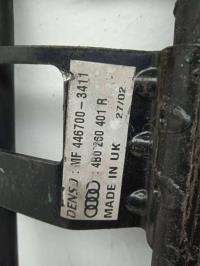 DENSO : MF 446700-3411
: 4B0 260 401 R
MADE IN UK 27/02